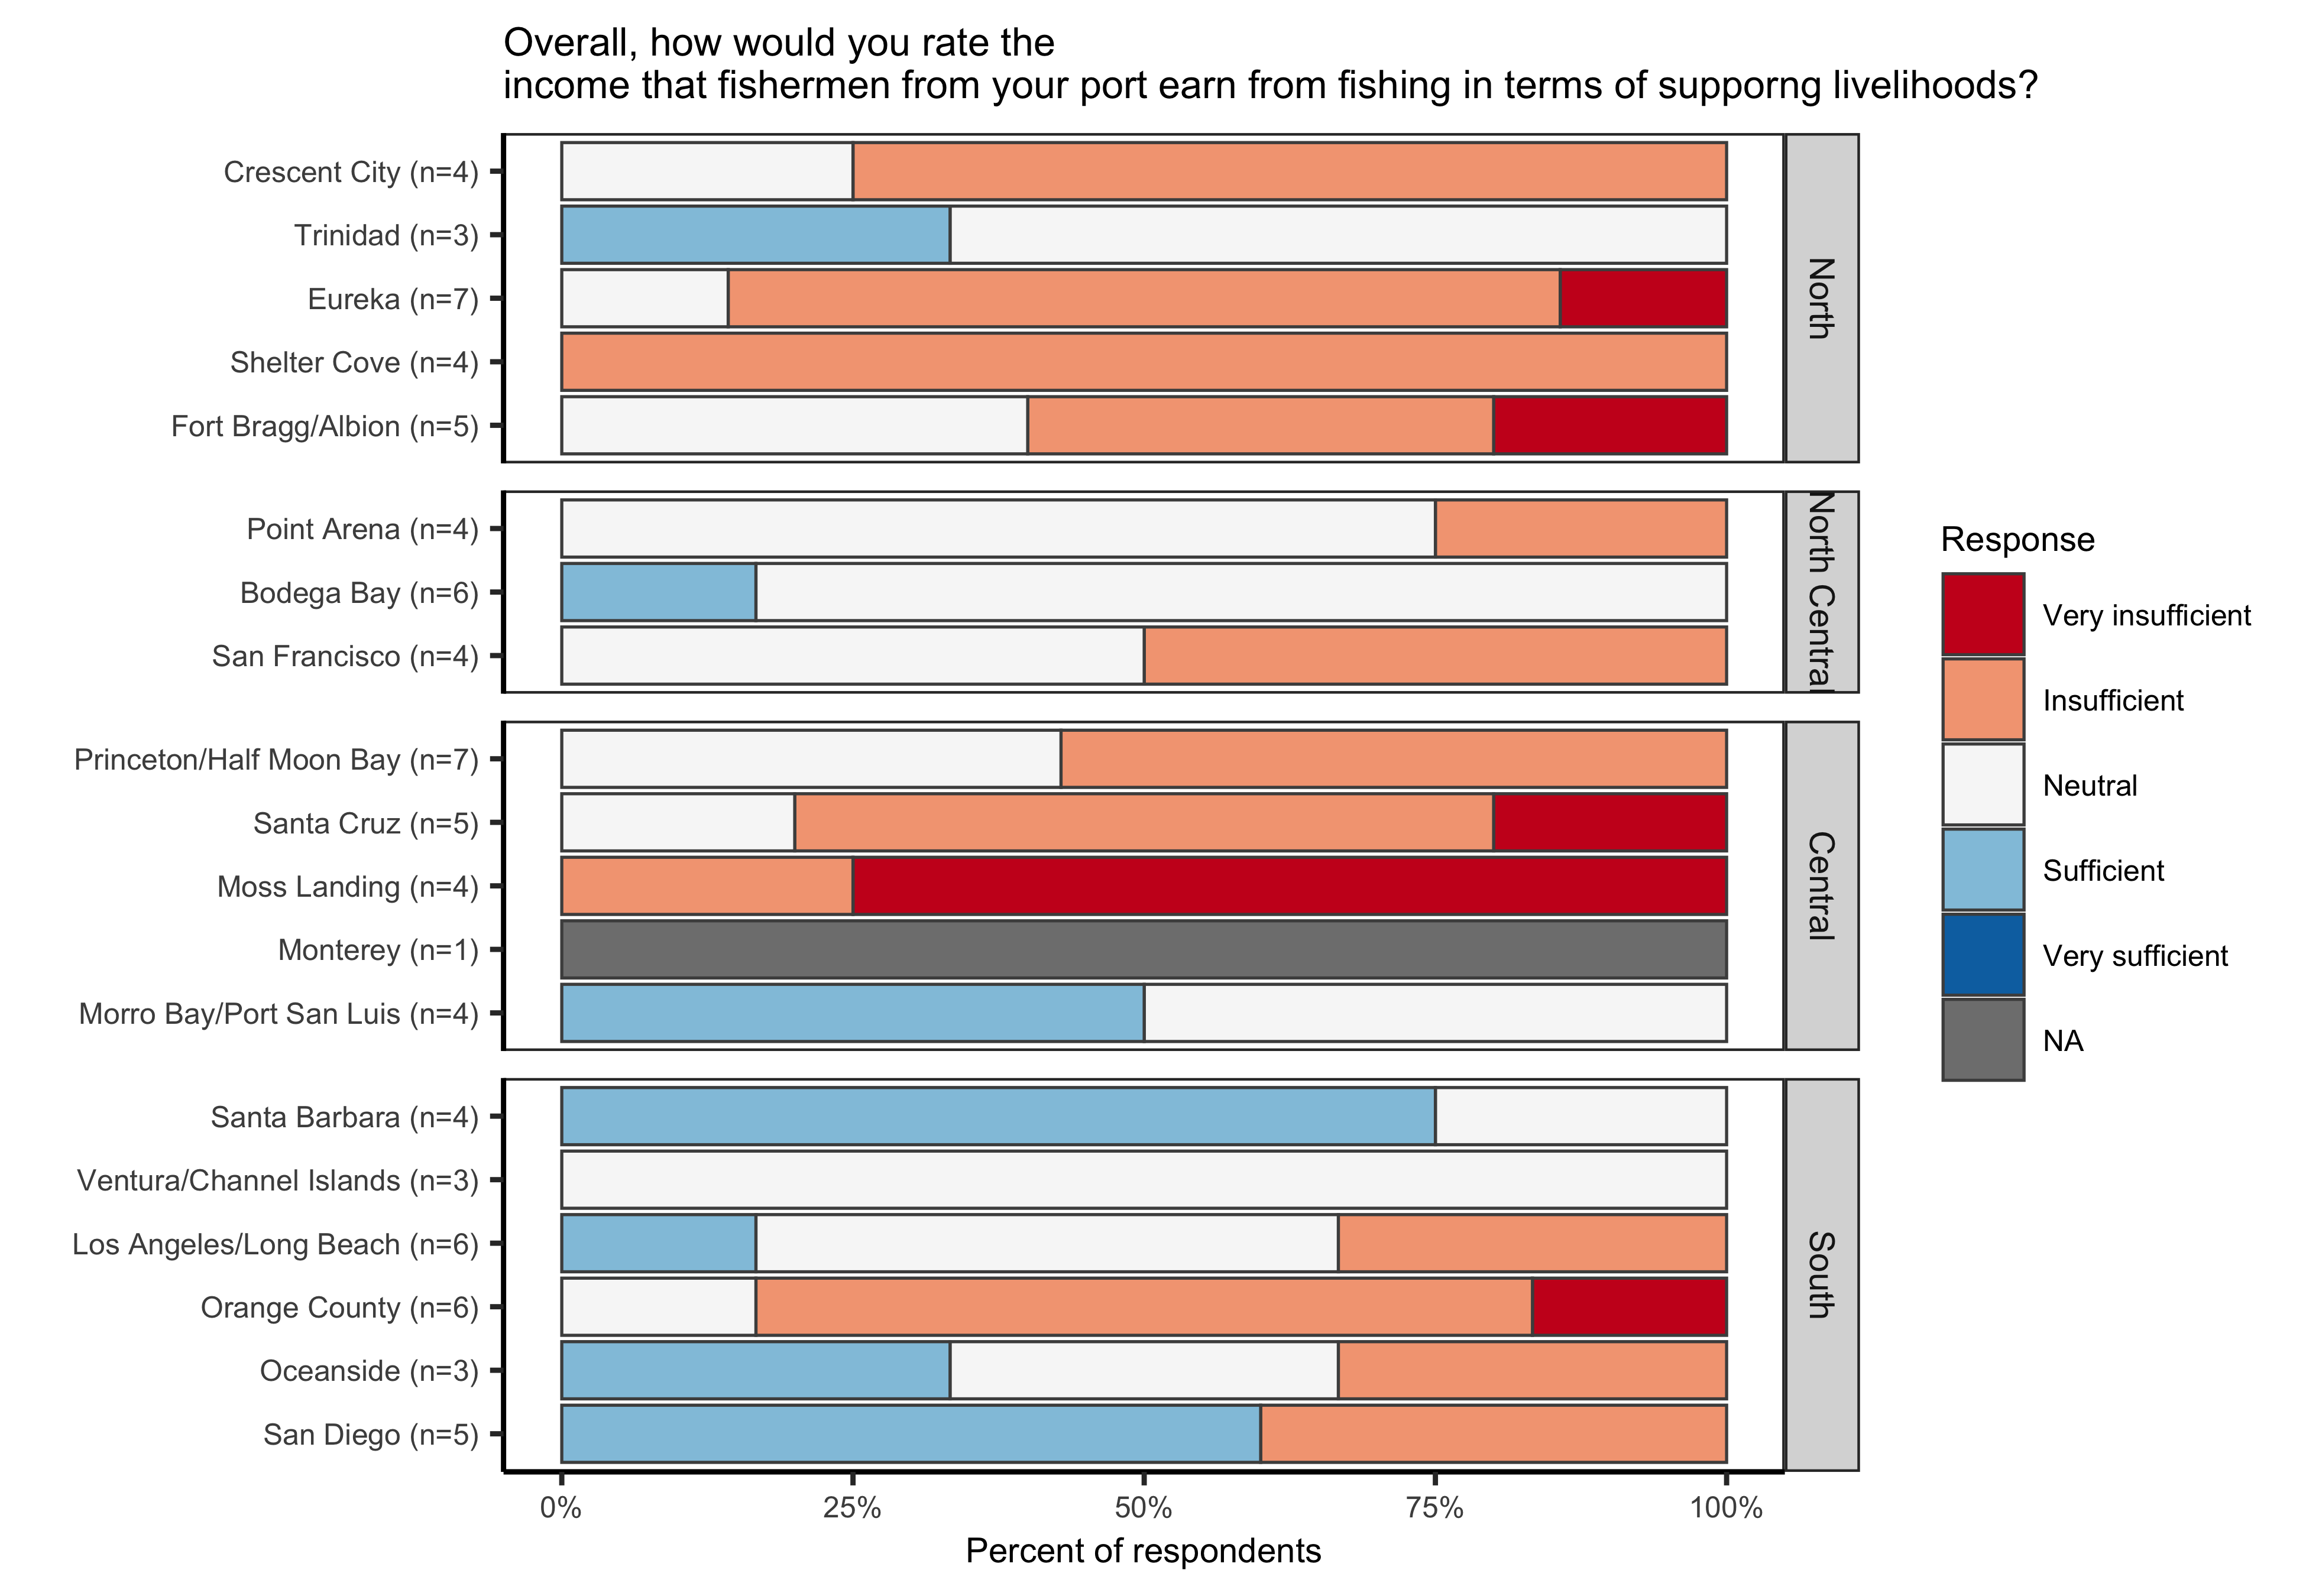 Overall, how would you rate the
income that fishermen from your port earn from fishing in terms of supporng livelihoods?
Crescent City (n=4)
Trinidad (n=3)
Eureka (n=7)
Shelter Cove (n=4)
Fort Bragg/Albion (n=5)
North
Point Arena (n=4)
Bodega Bay (n=6)
San Francisco (n=4)
North Central
Princeton/Half Moon Bay (n=7)
Santa Cruz (n=5)
Moss Landing (n=4)
Monterey (n=1)
Morro Bay/Port San Luis (n=4)
Central
Santa Barbara (n=4)
Ventura/Channel Islands (n=3)
Los Angeles/Long Beach (n=6)
Orange County (n=6)
Oceanside (n=3)
San Diego (n=5)
South
0% 25% 50% 75% 100%
Percent of respondents
Response
Very insufficient
Insufficient
Neutral
Sufficient
Very sufficient
NA